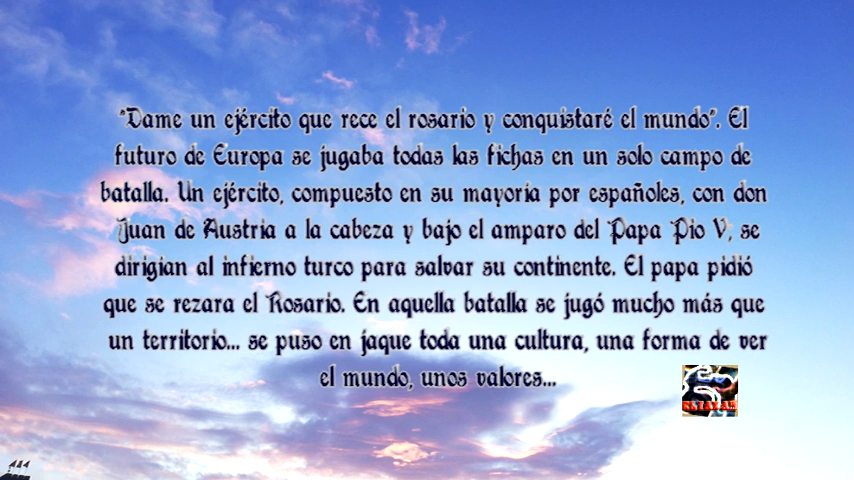 "Dame un ejército que rece el rosario y conquistaré el mundo". El
futuro de Europa se jugaba todas las fichas en un solo campo de
batalla. Un ejército, compuesto en su mayoría por españoles, con don
Juan de Austria a la cabeza y bajo el amparo del Papa Pio V, se
dirigian al infierno turco para salvar su continente. El papa pidió
que se rezara el Rosario. En aquella batalla se jugó mucho más que
un territorio... se puso en jaque toda una cultura, una forma de ver
el mundo, unos valores...